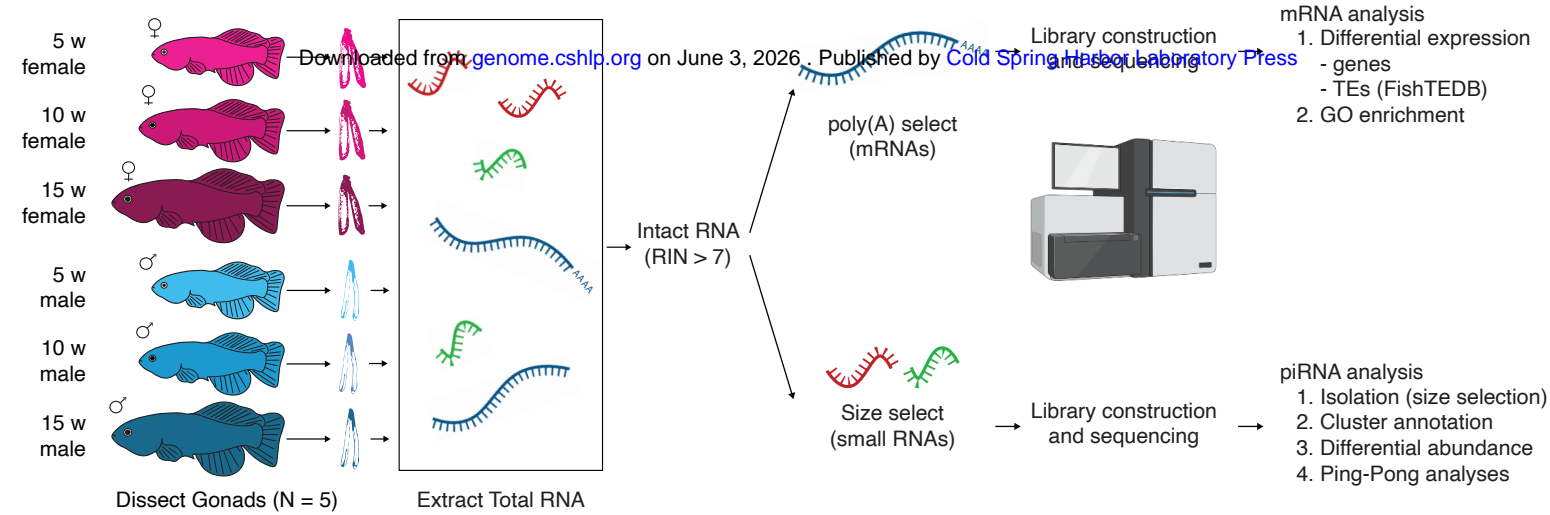 5 w
female
♀
10 w
female
♀
15 w
female
♀
5 w
male
♂
10 w
male
♂
15 w
male
♂
Dissect Gonads (N = 5)
Extract Total RNA
AAAA
Intact RNA
(RIN > 7)
Downloaded from genome.cshlp.org on June 3, 2026 . Published by Cold Spring Harbor Laboratory Press
AAAA
poly(A) select
(mRNAs)
Library construction
and sequencing
mRNA analysis
1. Differential expression
- genes
- TEs (FishTEDB)
2. GO enrichment
Size select
(small RNAs)
Library construction
and sequencing
piRNA analysis
1. Isolation (size selection)
2. Cluster annotation
3. Differential abundance
4. Ping-Pong analyses